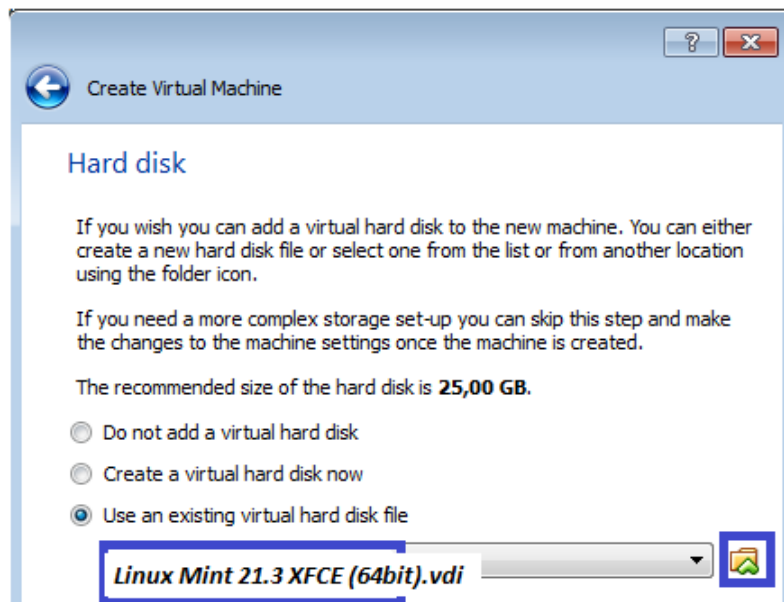 ?
Create Virtual Machine
Hard disk
If you wish you can add a virtual hard disk to the new machine. You can either
create a new hard disk file or select one from the list or from another location
using the folder icon.
If you need a more complex storage set-up you can skip this step and make
the changes to the machine settings once the machine is created.
The recommended size of the hard disk is 25,00 GB.
Do not add a virtual hard disk
Create a virtual hard disk now
Use an existing virtual hard disk file
Linux Mint 21.3 XFCE (64bit).vdi